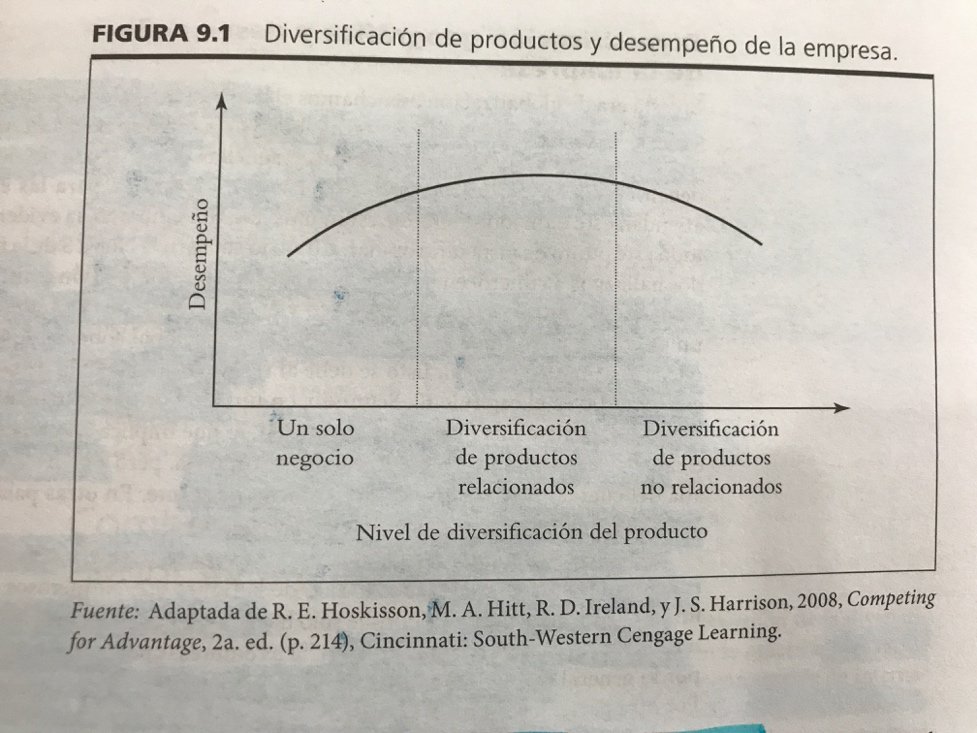 FIGURA 9.1 Diversificación de productos y desempeño de la empresa.
Desempeño
Un solo
negocio
Diversificación
de productos
relacionados
Diversificación
de productos
no relacionados
Nivel de diversificación del producto
Fuente: Adaptada de R. E. Hoskisson, M. A. Hitt, R. D. Ireland, y J. S. Harrison, 2008, Competing
for Advantage, 2a. ed. (p. 214), Cincinnati: South-Western Cengage Learning.